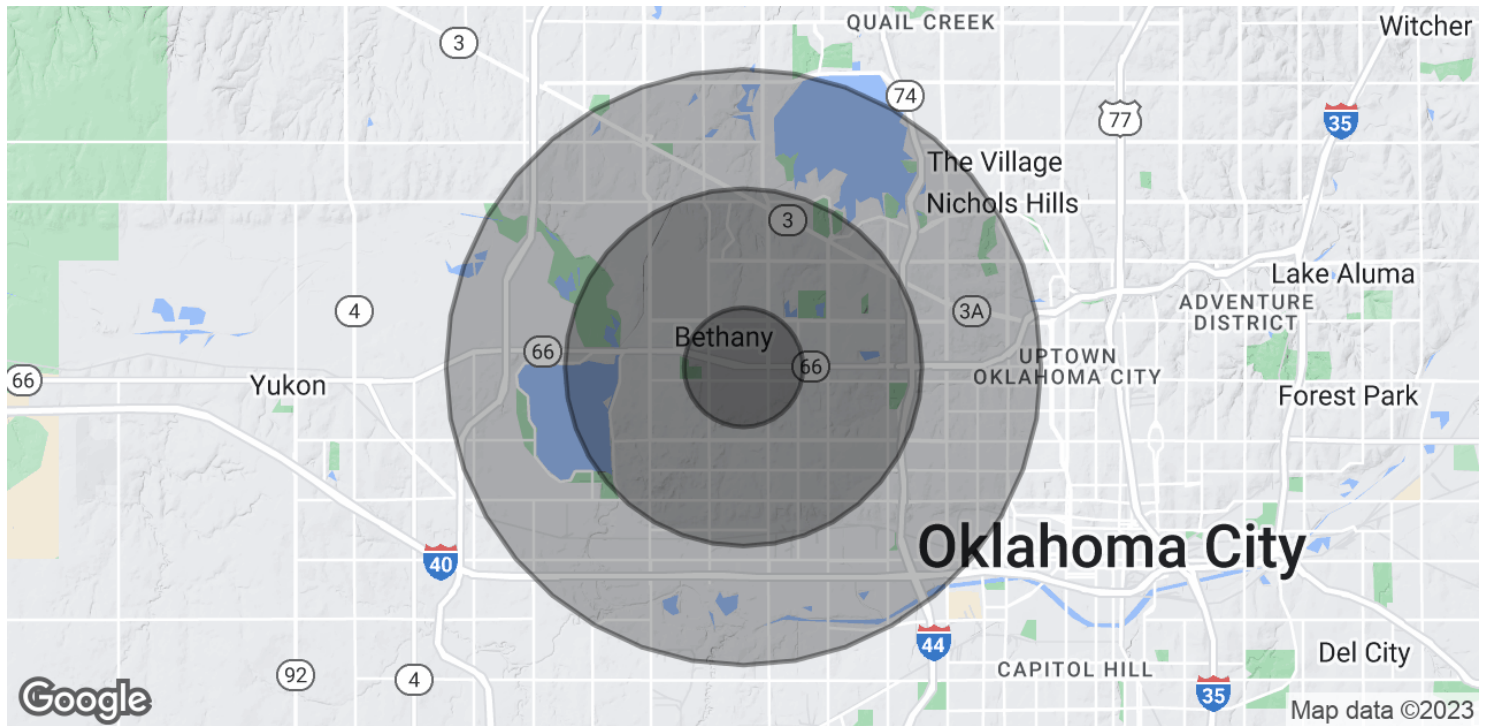 QUAIL CREEK
Witcher
3
74
77
35
The Village
Nichols Hills
3
Lake Aluma
ADVENTURE
DISTRICT
4
3A
Bethany
66
66
66
UPTOWN
OKLAHOMA CITY
Yukon
Forest Park
Oklahoma City
40
44
Del City
CAPITOL HILL
92
4
35
Google
Map data ©2023